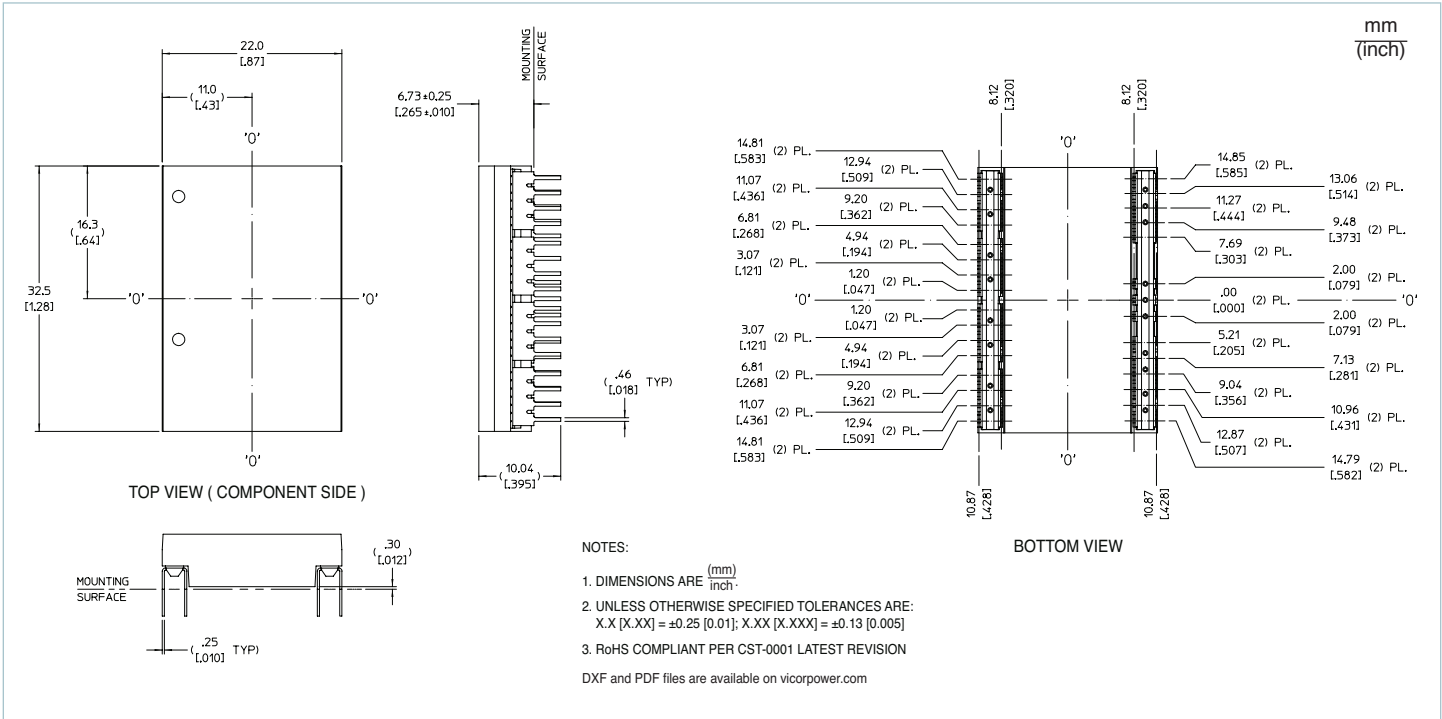 mm
(inch)
22.0
[.87]
11.0
([.43])
'0'
32.5
[1.28]
16.3
([.64])
'0'
'0'
'0'
TOP VIEW ( COMPONENT SIDE )
MOUNTING
SURFACE
6.73±0.25
[.265±.010]
.46
([.018] TYP)
10.04
([.395])
MOUNTING
SURFACE
.30
([.012])
.25
([.010] TYP)
8.12
[.320]
8.12
[.320]
'0'
14.81
[.583] (2) PL.
12.94
[.509] (2) PL.
11.07
[.436] (2) PL.
9.20
[.362] (2) PL.
6.81
[.268] (2) PL.
4.94
[.194] (2) PL.
3.07
[.121] (2) PL.
1.20
[.047] (2) PL.
'0'
1.20
[.047] (2) PL.
3.07
[.121] (2) PL.
4.94
[.194] (2) PL.
6.81
[.268] (2) PL.
9.20
[.362] (2) PL.
11.07
[.436] (2) PL.
12.94
[.509] (2) PL.
14.81
[.583] (2) PL.
14.85
[.585] (2) PL.
13.06
[.514] (2) PL.
11.27
[.444] (2) PL.
9.48
[.373] (2) PL.
7.69
[.303] (2) PL.
2.00
[.079] (2) PL.
.00
[.000] (2) PL.
'0'
2.00
[.079] (2) PL.
5.21
[.205] (2) PL.
7.13
[.281] (2) PL.
9.04
[.356] (2) PL.
10.96
[.431] (2) PL.
12.87
[.507] (2) PL.
14.79
[.582] (2) PL.
'0'
10.87
[.428]
10.87
[.428]
BOTTOM VIEW
NOTES:
1. DIMENSIONS ARE (mm)
inch.
2. UNLESS OTHERWISE SPECIFIED TOLERANCES ARE:
X.X [X.XX] = ±0.25 [0.01]; X.XX [X.XXX] = ±0.13 [0.005]
3. RoHS COMPLIANT PER CST-0001 LATEST REVISION
DXF and PDF files are available on vicorpower.com